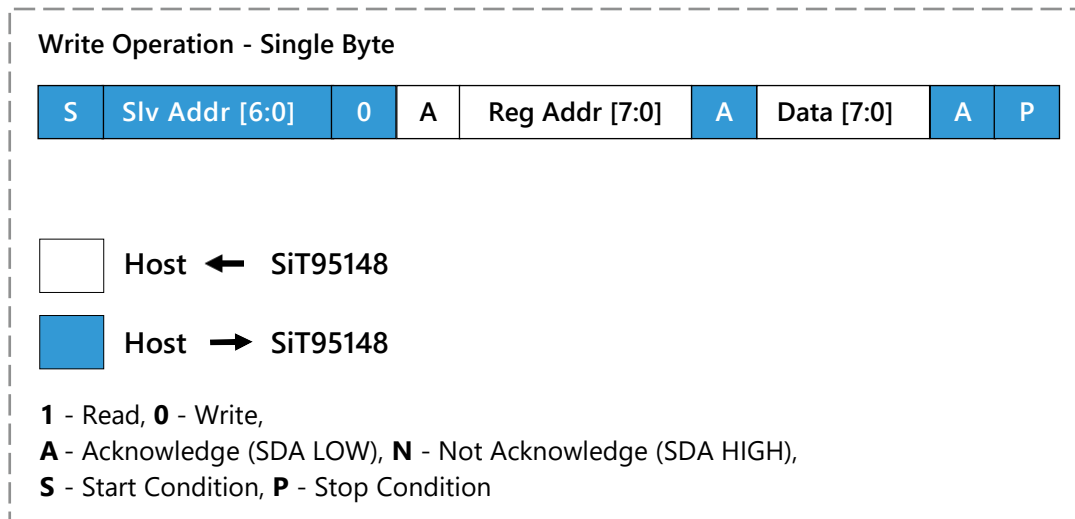 Write Operation - Single Byte
S Slv Addr [6:0] 0 A Reg Addr [7:0] A Data [7:0] A P
Host ← SiT95148
Host → SiT95148
1 - Read, 0 - Write,
A - Acknowledge (SDA LOW), N - Not Acknowledge (SDA HIGH),
S - Start Condition, P - Stop Condition